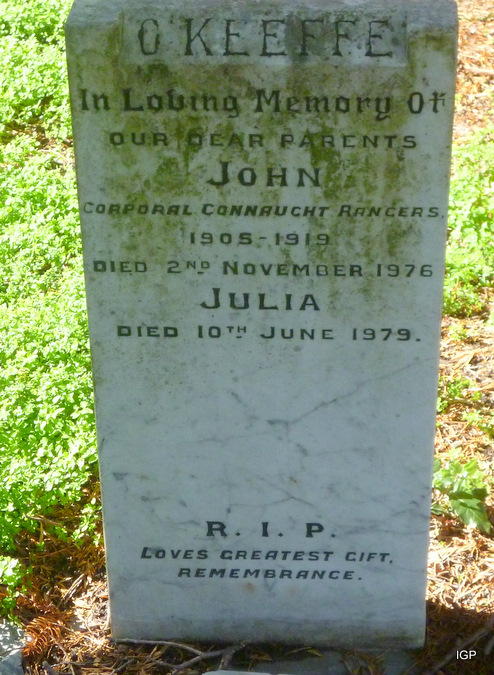 O'KEEFFE
In Loving Memory Of
OUR DEAR PARENTS
JOHN
CORPORAL CONNAUGHT RANGERS.
1905-1919
DIED 2ND NOVEMBER 1976
JULIA
DIED 10TH JUNE 1979.
R. I. P.
LOVES GREATEST GIFT,
REMEMBRANCE.
IGP